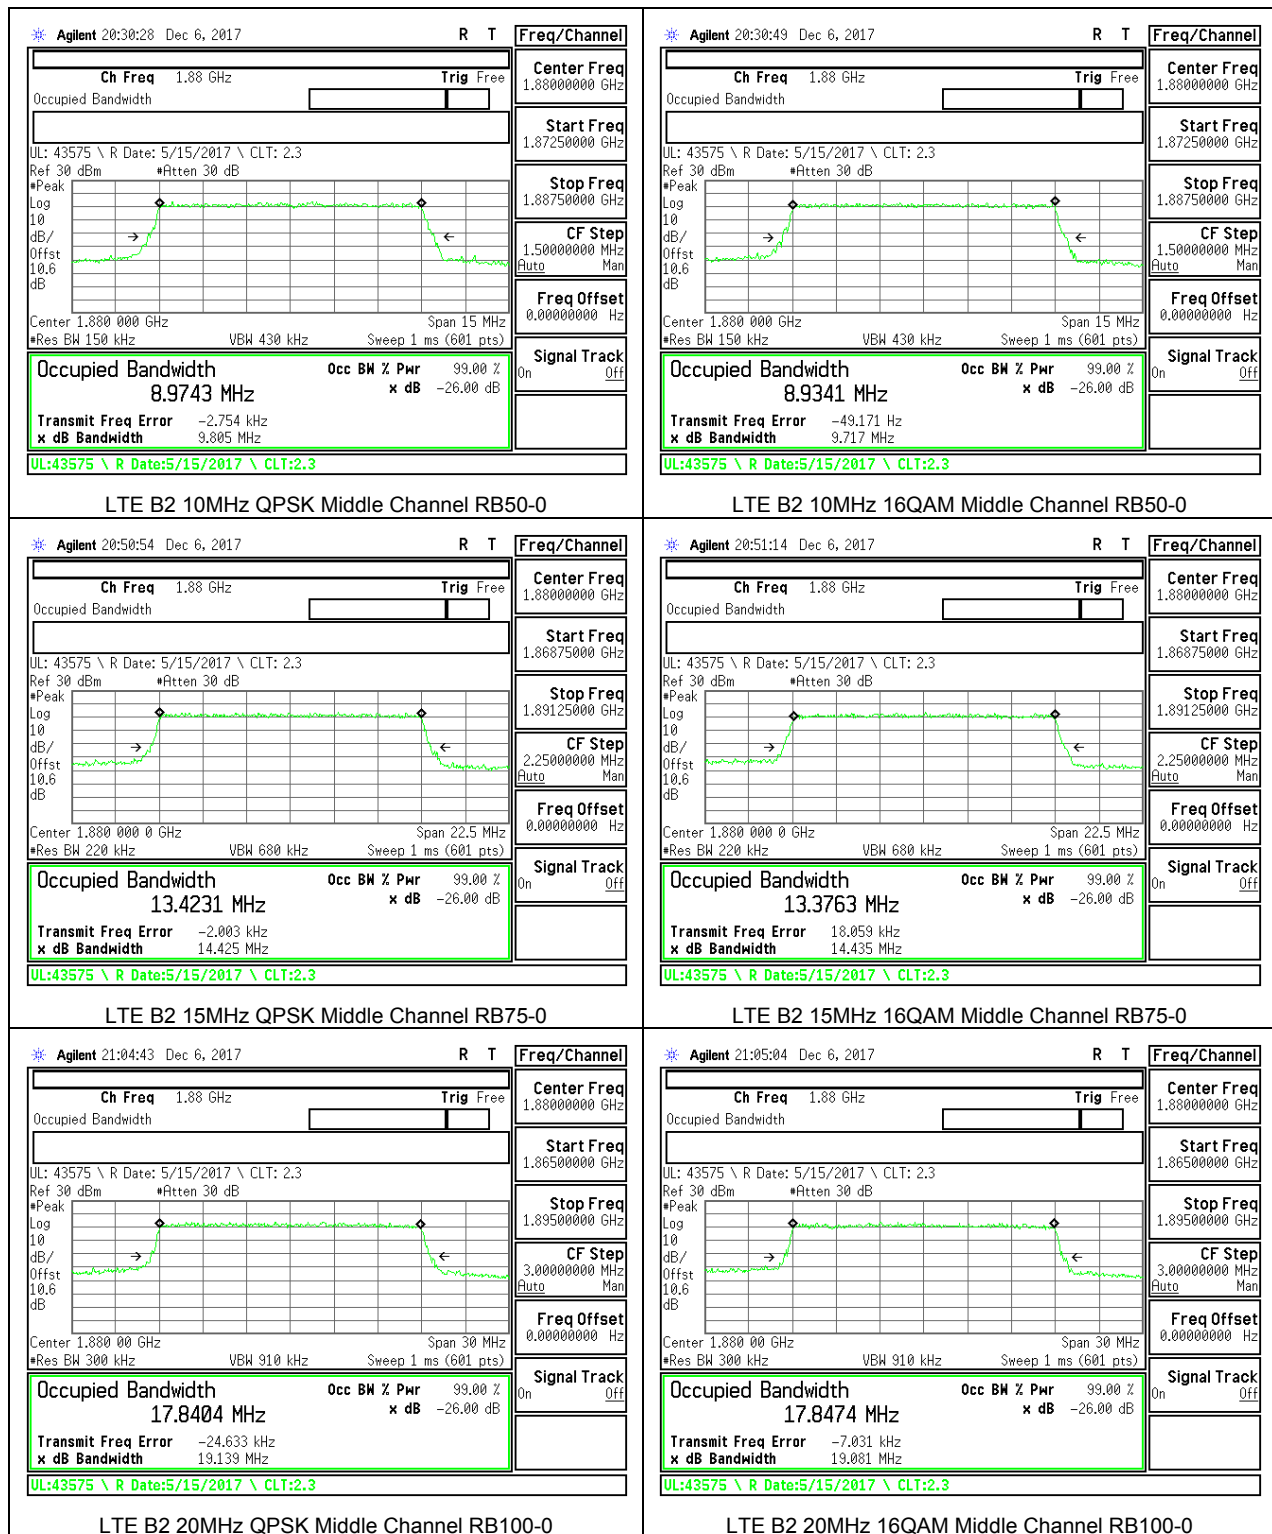 Agilent 20:30:28 Dec 6, 2017 R T Freq/Channel
Ch Freq 1.88 GHz Trig Free
Occupied Bandwidth
Center Freq
1.88000000 GHz
Start Freq
1.87250000 GHz
UL: 43575 \ R Date: 5/15/2017 \ CLT: 2.3
Ref 30 dBm #Atten 30 dB
#Peak
Log
10
dB/
Offst
10.6
dB
Stop Freq
1.88750000 GHz
CF Step
1.50000000 MHz
Auto Man
Freq Offset
0.00000000 Hz
Center 1.880 000 GHz Span 15 MHz
#Res BW 150 kHz VBW 430 kHz Sweep 1 ms (601 pts)
Signal Track
On Off
Occupied Bandwidth Occ BW % Pwr 99.00 %
8.9743 MHz x dB -26.00 dB
Transmit Freq Error -2.754 kHz
x dB Bandwidth 9.805 MHz
UL:43575 \ R Date:5/15/2017 \ CLT:2.3
LTE B2 10MHz QPSK Middle Channel RB50-0
Agilent 20:30:49 Dec 6, 2017 R T Freq/Channel
Ch Freq 1.88 GHz Trig Free
Occupied Bandwidth
Center Freq
1.88000000 GHz
Start Freq
1.87250000 GHz
UL: 43575 \ R Date: 5/15/2017 \ CLT: 2.3
Ref 30 dBm #Atten 30 dB
#Peak
Log
10
dB/
Offst
10.6
dB
Stop Freq
1.88750000 GHz
CF Step
1.50000000 MHz
Auto Man
Freq Offset
0.00000000 Hz
Center 1.880 000 GHz Span 15 MHz
#Res BW 150 kHz VBW 430 kHz Sweep 1 ms (601 pts)
Signal Track
On Off
Occupied Bandwidth Occ BW % Pwr 99.00 %
8.9341 MHz x dB -26.00 dB
Transmit Freq Error -49.171 Hz
x dB Bandwidth 9.717 MHz
UL:43575 \ R Date:5/15/2017 \ CLT:2.3
LTE B2 10MHz 16QAM Middle Channel RB50-0
Agilent 20:50:54 Dec 6, 2017 R T Freq/Channel
Ch Freq 1.88 GHz Trig Free
Occupied Bandwidth
Center Freq
1.88000000 GHz
Start Freq
1.86875000 GHz
UL: 43575 \ R Date: 5/15/2017 \ CLT: 2.3
Ref 30 dBm #Atten 30 dB
#Peak
Log
10
dB/
Offst
10.6
dB
Stop Freq
1.89125000 GHz
CF Step
2.25000000 MHz
Auto Man
Freq Offset
0.00000000 Hz
Center 1.880 000 0 GHz Span 22.5 MHz
#Res BW 220 kHz VBW 680 kHz Sweep 1 ms (601 pts)
Signal Track
On Off
Occupied Bandwidth Occ BW % Pwr 99.00 %
13.4231 MHz x dB -26.00 dB
Transmit Freq Error -2.003 kHz
x dB Bandwidth 14.425 MHz
UL:43575 \ R Date:5/15/2017 \ CLT:2.3
LTE B2 15MHz QPSK Middle Channel RB75-0
Agilent 20:51:14 Dec 6, 2017 R T Freq/Channel
Ch Freq 1.88 GHz Trig Free
Occupied Bandwidth
Center Freq
1.88000000 GHz
Start Freq
1.86875000 GHz
UL: 43575 \ R Date: 5/15/2017 \ CLT: 2.3
Ref 30 dBm #Atten 30 dB
#Peak
Log
10
dB/
Offst
10.6
dB
Stop Freq
1.89125000 GHz
CF Step
2.25000000 MHz
Auto Man
Freq Offset
0.00000000 Hz
Center 1.880 000 0 GHz Span 22.5 MHz
#Res BW 220 kHz VBW 680 kHz Sweep 1 ms (601 pts)
Signal Track
On Off
Occupied Bandwidth Occ BW % Pwr 99.00 %
13.3763 MHz x dB -26.00 dB
Transmit Freq Error 18.059 kHz
x dB Bandwidth 14.435 MHz
UL:43575 \ R Date:5/15/2017 \ CLT:2.3
LTE B2 15MHz 16QAM Middle Channel RB75-0
Agilent 21:04:43 Dec 6, 2017 R T Freq/Channel
Ch Freq 1.88 GHz Trig Free
Occupied Bandwidth
Center Freq
1.88000000 GHz
Start Freq
1.86500000 GHz
UL: 43575 \ R Date: 5/15/2017 \ CLT: 2.3
Ref 30 dBm #Atten 30 dB
#Peak
Log
10
dB/
Offst
10.6
dB
Stop Freq
1.89500000 GHz
CF Step
3.00000000 MHz
Auto Man
Freq Offset
0.00000000 Hz
Center 1.880 00 GHz Span 30 MHz
#Res BW 300 kHz VBW 910 kHz Sweep 1 ms (601 pts)
Signal Track
On Off
Occupied Bandwidth Occ BW % Pwr 99.00 %
17.8404 MHz x dB -26.00 dB
Transmit Freq Error -24.633 kHz
x dB Bandwidth 19.139 MHz
UL:43575 \ R Date:5/15/2017 \ CLT:2.3
LTE B2 20MHz QPSK Middle Channel RB100-0
Agilent 21:05:04 Dec 6, 2017 R T Freq/Channel
Ch Freq 1.88 GHz Trig Free
Occupied Bandwidth
Center Freq
1.88000000 GHz
Start Freq
1.86500000 GHz
UL: 43575 \ R Date: 5/15/2017 \ CLT: 2.3
Ref 30 dBm #Atten 30 dB
#Peak
Log
10
dB/
Offst
10.6
dB
Stop Freq
1.89500000 GHz
CF Step
3.00000000 MHz
Auto Man
Freq Offset
0.00000000 Hz
Center 1.880 00 GHz Span 30 MHz
#Res BW 300 kHz VBW 910 kHz Sweep 1 ms (601 pts)
Signal Track
On Off
Occupied Bandwidth Occ BW % Pwr 99.00 %
17.8474 MHz x dB -26.00 dB
Transmit Freq Error -7.031 kHz
x dB Bandwidth 19.081 MHz
UL:43575 \ R Date:5/15/2017 \ CLT:2.3
LTE B2 20MHz 16QAM Middle Channel RB100-0